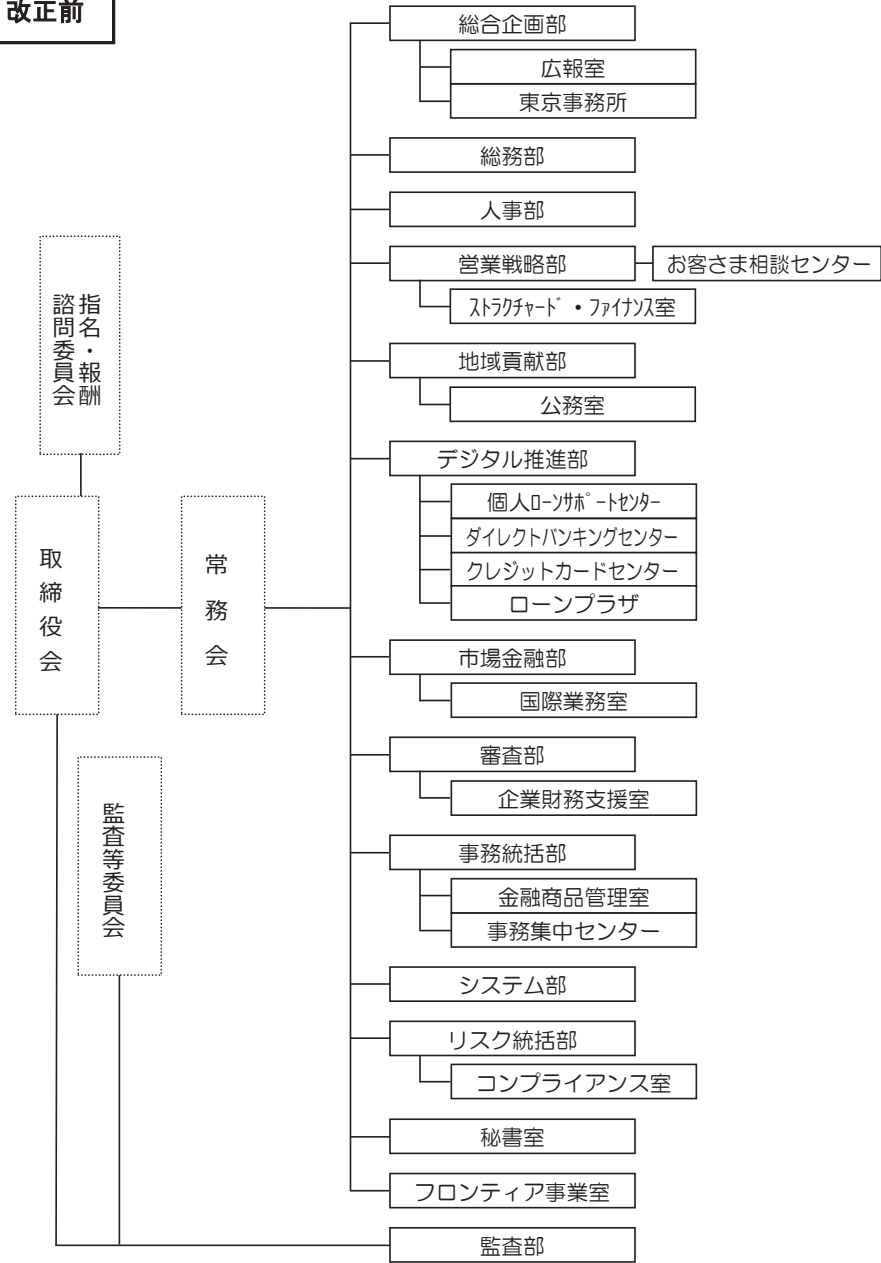 改正前
総合企画部
広報室
東京事務所
総務部
人事部
営業戦略部
お客さま相談センター
ストラクチャード・ファイナンス室
地域貢献部
公務室
デジタル推進部
個人ローンサポートセンター
ダイレクトバンキングセンター
クレジットカードセンター
ローンプラザ
市場金融部
国際業務室
審査部
企業財務支援室
事務統括部
金融商品管理室
事務集中センター
システム部
リスク統括部
コンプライアンス室
秘書室
フロンティア事業室
監査部
指名・報酬
諮問委員会
取締役会
常務会
監査等委員会